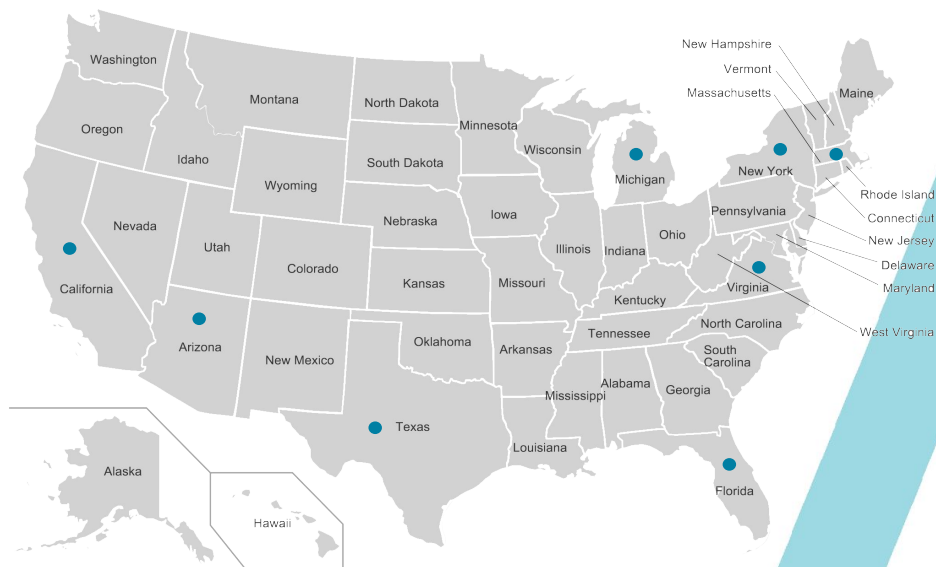 New Hampshire
Vermont
Massachusetts
Maine
Washington
Montana
North Dakota
Minnesota
Oregon
Wisconsin
Idaho
South Dakota
Michigan
New York
Wyoming
Rhode Island
Pennsylvania
Iowa
Connecticut
Nebraska
Nevada
Ohio
New Jersey
Utah
Illinois
Indiana
Colorado
Delaware
Kansas
Missouri
California
Virginia
Maryland
Kentucky
North Carolina
West Virginia
Tennessee
Arizona
Oklahoma
Arkansas
South
Carolina
New Mexico
Alabama
Georgia
Mississippi
Texas
Louisiana
Alaska
Florida
Hawaii